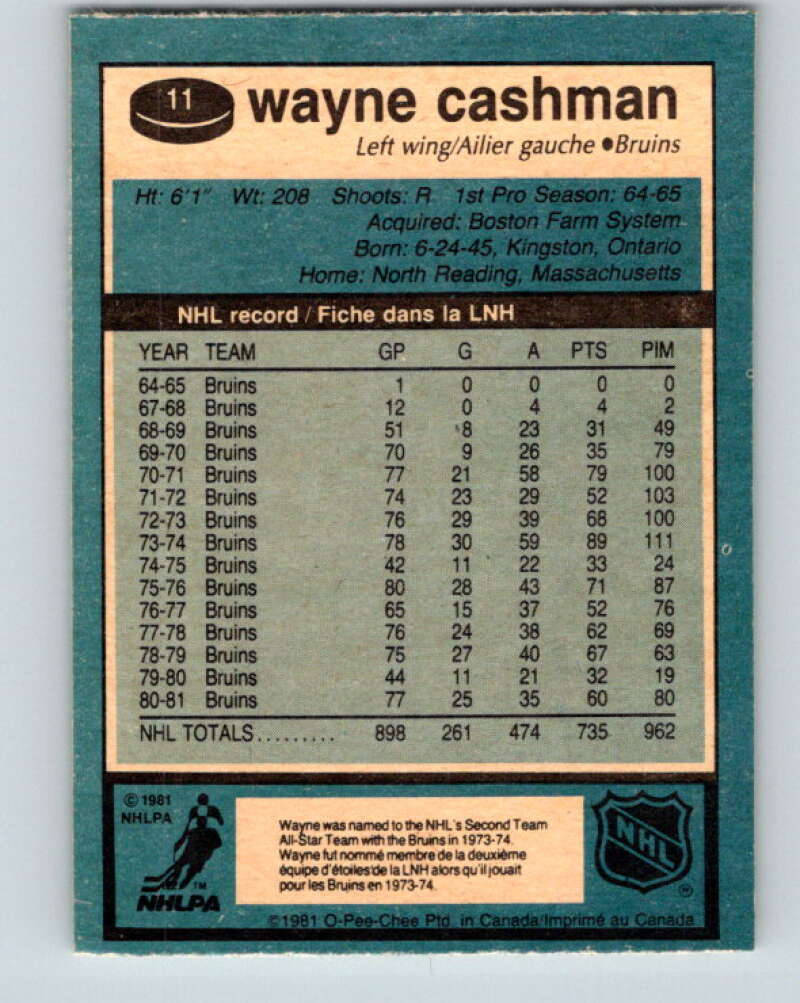 11
wayne cashman
Left wing/Ailier gauche ●Bruins
Ht: 6'1" Wt: 208 Shoots: R 1st Pro Season: 64-65
Acquired: Boston Farm System
Born: 6-24-45, Kingston, Ontario
Home: North Reading, Massachusetts
NHL record / Fiche dans la LNH
YEAR TEAM GP G A PTS PIM
64-65 Bruins 1 0 0 0 0
67-68 Bruins 12 0 4 4 2
68-69 Bruins 51 8 23 31 49
69-70 Bruins 70 9 26 35 79
70-71 Bruins 77 21 58 79 100
71-72 Bruins 74 23 29 52 103
72-73 Bruins 76 29 39 68 100
73-74 Bruins 78 30 59 89 111
74-75 Bruins 42 11 22 33 24
75-76 Bruins 80 28 43 71 87
76-77 Bruins 65 15 37 52 76
77-78 Bruins 76 24 38 62 69
78-79 Bruins 75 27 40 67 63
79-80 Bruins 44 11 21 32 19
80-81 Bruins 77 25 35 60 80
NHL TOTALS......... 898 261 474 735 962
© 1981
NHLPA
TM
NHLPA
Wayne was named to the NHL's Second Team
All-Star Team with the Bruins in 1973-74.
Wayne fut nommé membre de la deuxième
équipe d'étoiles de la LNH alors qu'il jouait
pour les Bruins en 1973-74.
NHL
®
©1981 O-Pee-Chee Ptd. in Canada/Imprimé au Canada